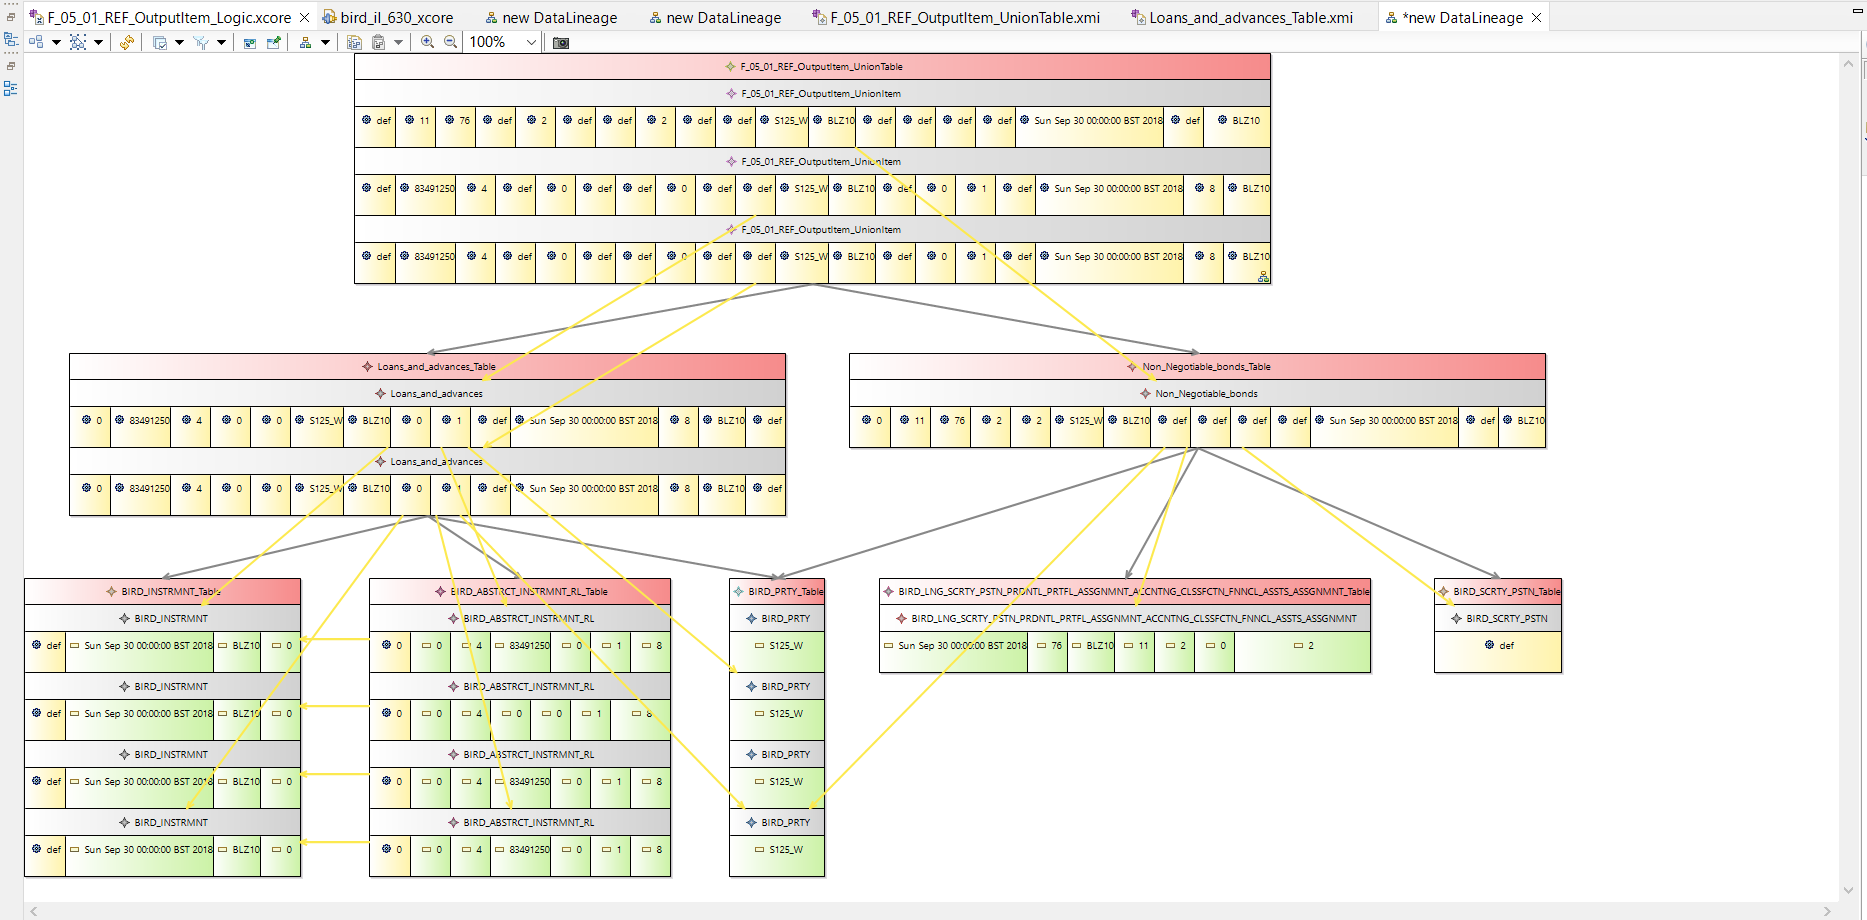 F_05_01_REF_OutputItem_Logic.xcore bird_il_630_xcore new DataLineage new DataLineage F_05_01_REF_OutputItem_UnionTable.xmi Loans_and_advances_Table.xmi *new DataLineage
100%
F_05_01_REF_OutputItem_UnionTable
F_05_01_REF_OutputItem_UnionItem
def 11 76 def 2 def def 2 def def S125_W BLZ10 def def def def Sun Sep 30 00:00:00 BST 2018 def BLZ10
F_05_01_REF_OutputItem_UnionItem
def 83491250 4 def 0 def def 0 def def S125_W BLZ10 def 0 1 def Sun Sep 30 00:00:00 BST 2018 8 BLZ10
F_05_01_REF_OutputItem_UnionItem
def 83491250 4 def 0 def def 0 def def S125_W BLZ10 def 0 1 def Sun Sep 30 00:00:00 BST 2018 8 BLZ10
Loans_and_advances_Table Non_Negotiable_bonds_Table
Loans_and_advances Non_Negotiable_bonds
0 83491250 4 0 0 S125_W BLZ10 0 1 def Sun Sep 30 00:00:00 BST 2018 8 BLZ10 def 0 11 76 2 2 S125_W BLZ10 def def def def Sun Sep 30 00:00:00 BST 2018 def BLZ10
Loans_and_advances
0 83491250 4 0 0 S125_W BLZ10 0 1 def Sun Sep 30 00:00:00 BST 2018 8 BLZ10 def
BIRD_INSTRMNT_Table BIRD_ABSTRCT_INSTRMNT_RL_Table BIRD_PRTY_Table BIRD_LNG_SCRTY_PSTN_PRDNTL_PRTFL_ASSGNMNT_ACCNTNG_CLSSFCTN_FNNCL_ASSTS_ASSGNMNT_Table BIRD_SCRTY_PSTN_Table
BIRD_INSTRMNT BIRD_ABSTRCT_INSTRMNT_RL BIRD_PRTY BIRD_LNG_SCRTY_PSTN_PRDNTL_PRTFL_ASSGNMNT_ACCNTNG_CLSSFCTN_FNNCL_ASSTS_ASSGNMNT BIRD_SCRTY_PSTN
def Sun Sep 30 00:00:00 BST 2018 BLZ10 0 0 0 4 83491250 0 1 8 S125_W Sun Sep 30 00:00:00 BST 2018 76 BLZ10 11 2 0 2 def
BIRD_INSTRMNT BIRD_ABSTRCT_INSTRMNT_RL BIRD_PRTY
def Sun Sep 30 00:00:00 BST 2018 BLZ10 0 0 0 4 0 0 1 8 S125_W
BIRD_INSTRMNT BIRD_ABSTRCT_INSTRMNT_RL BIRD_PRTY
def Sun Sep 30 00:00:00 BST 2018 BLZ10 0 0 0 4 83491250 0 1 8 S125_W
BIRD_INSTRMNT BIRD_ABSTRCT_INSTRMNT_RL BIRD_PRTY
def Sun Sep 30 00:00:00 BST 2018 BLZ10 0 0 0 4 83491250 0 1 8 S125_W